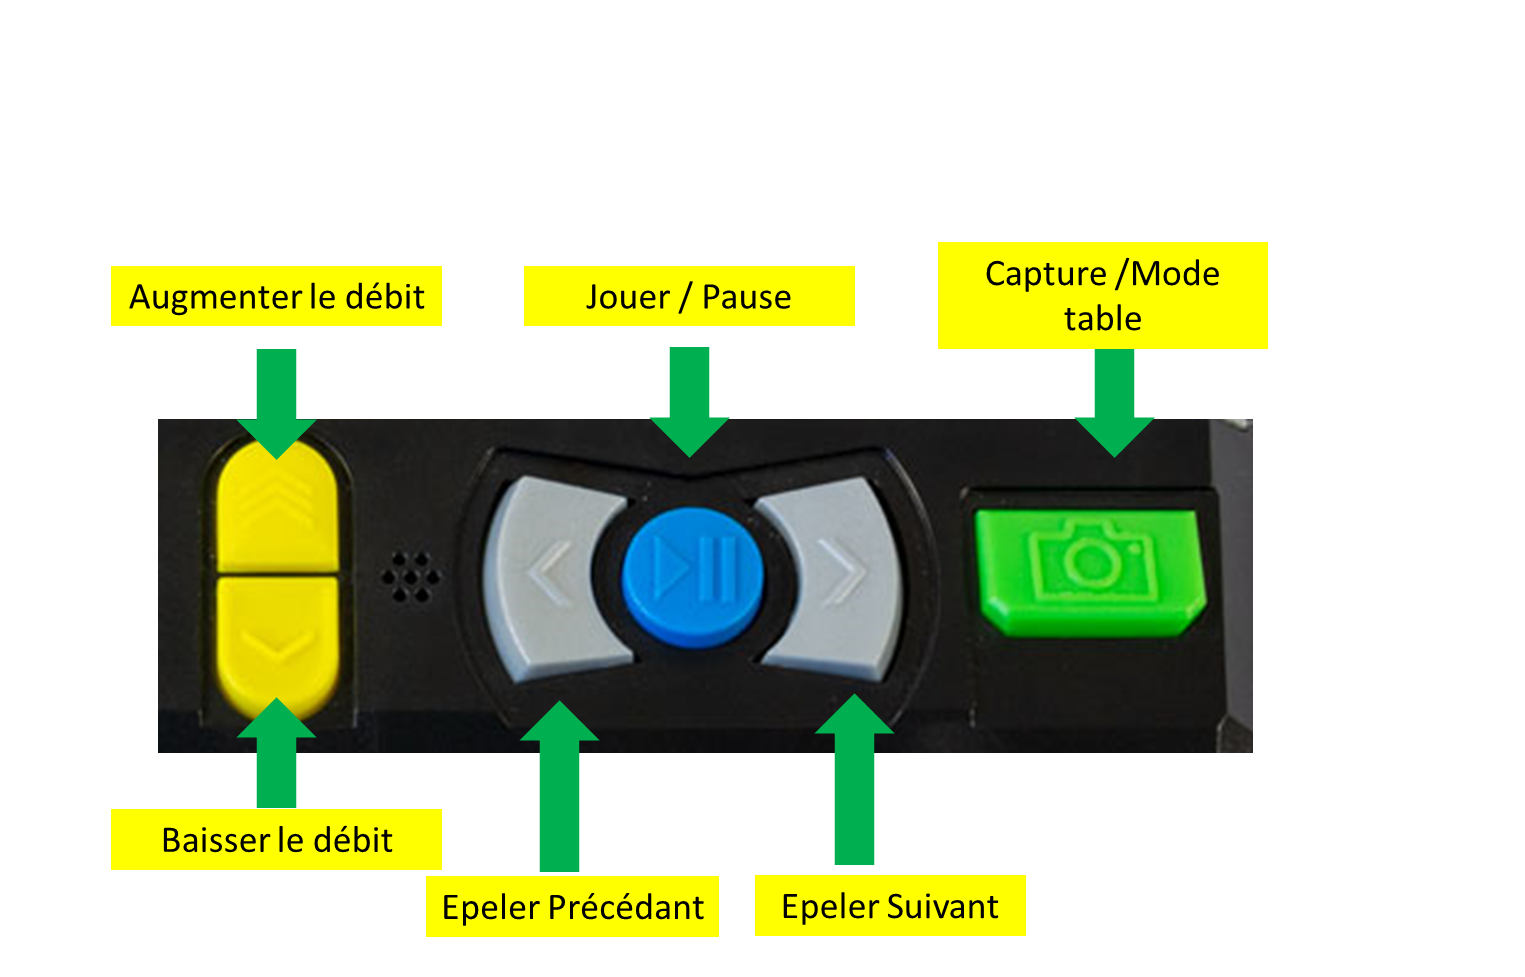 Augmenter le débit
Jouer / Pause
Capture /Mode
table
Baisser le débit
Epeler Précédant
Epeler Suivant